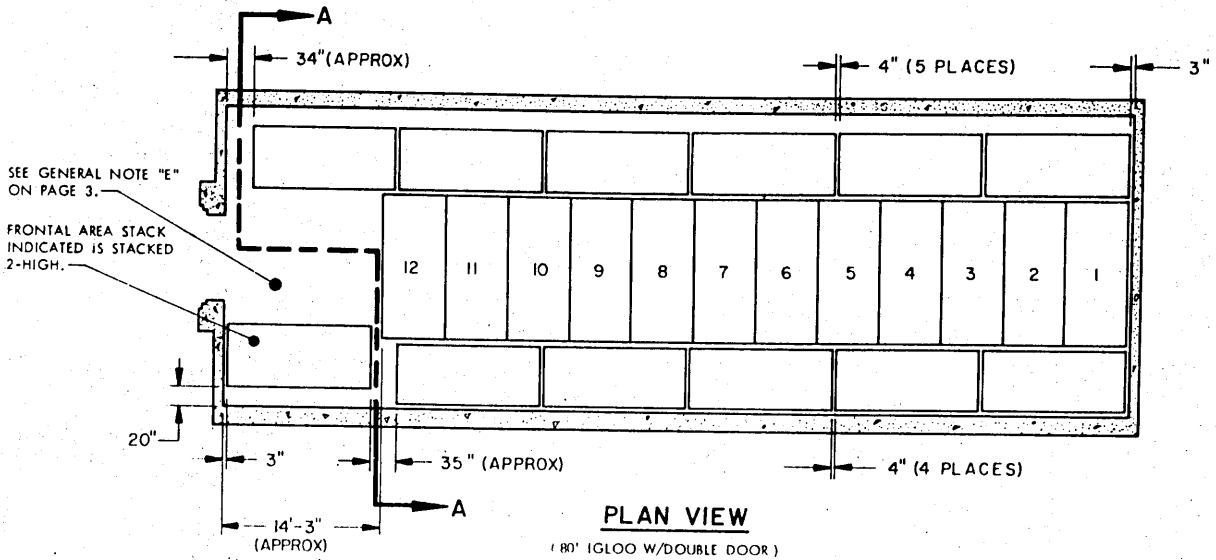 A
34"(APPROX)
4" (5 PLACES)
3"
SEE GENERAL NOTE "E"
ON PAGE 3.
FRONTAL AREA STACK
INDICATED IS STACKED
2-HIGH.
12 11 10 9 8 7 6 5 4 3 2 1
20"
3"
35" (APPROX)
4" (4 PLACES)
A
14'-3"
(APPROX)
PLAN VIEW
(80' IGLOO W/DOUBLE DOOR)